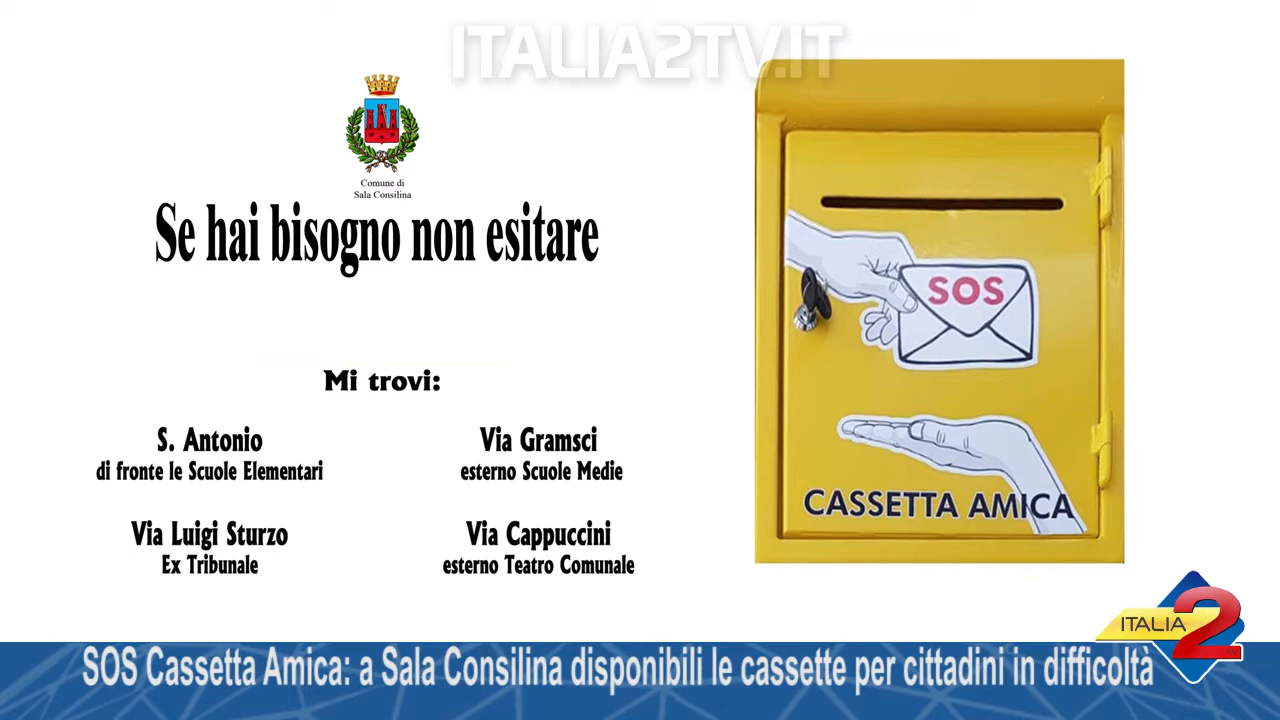 ITALIA2TV.IT
Comune di
Sala Consilina
Se hai bisogno non esitare
Mi trovi:
S. Antonio
di fronte le Scuole Elementari
Via Gramsci
esterno Scuole Medie
Via Luigi Sturzo
Ex Tribunale
Via Cappuccini
esterno Teatro Comunale
SOS
CASSETTA AMICA
ITALIA 2
SOS Cassetta Amica: a Sala Consilina disponibili le cassette per cittadini in difficoltà